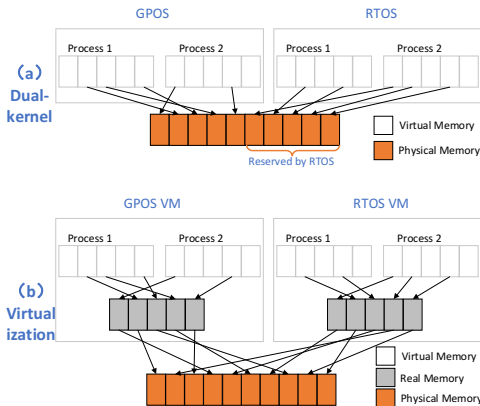 GPOS
RTOS
Process 1
Process 2
Process 1
Process 2
（a）
Dual-
kernel
Virtual Memory
Physical Memory
Reserved by RTOS
GPOS VM
RTOS VM
Process 1
Process 2
Process 1
Process 2
（b）
Virtual
ization
Virtual Memory
Real Memory
Physical Memory